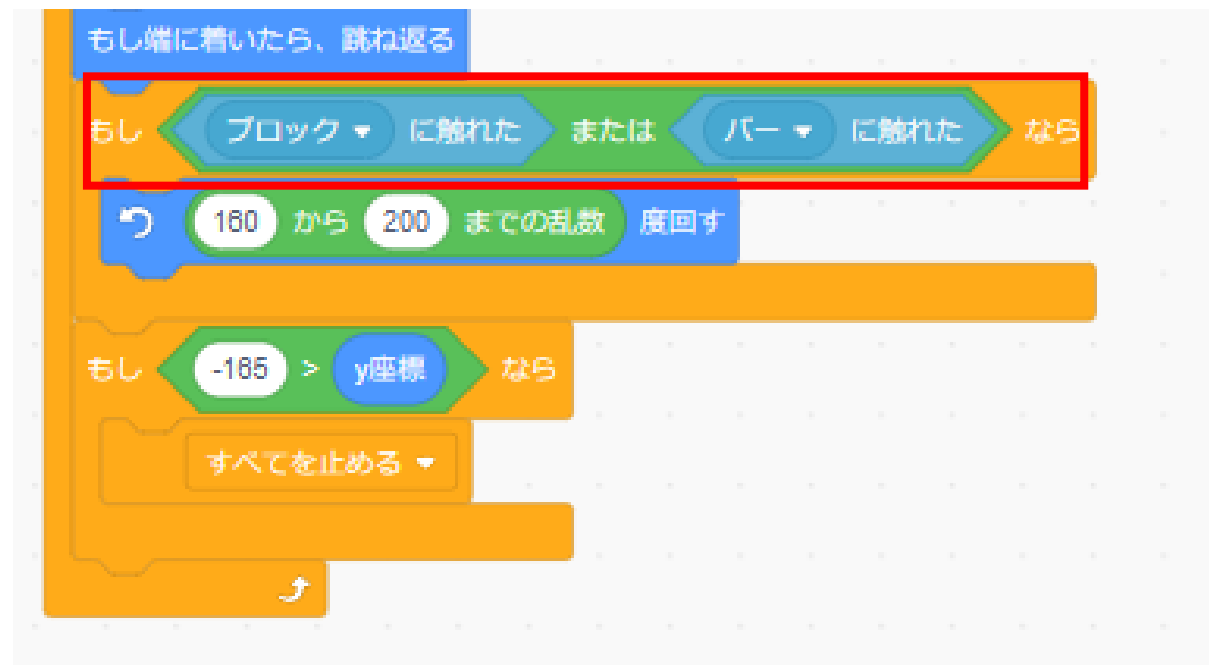 もし端に着いたら、跳ね返る
もし ブロック に触れた または バー に触れた なら
160 から 200 までの乱数 度回す
もし -165 > y座標 なら
すべてを止める